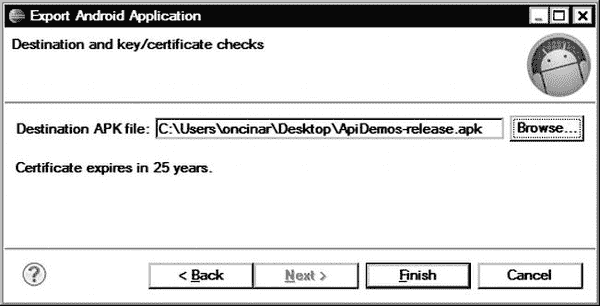 Export Android Application
Destination and key/certificate checks
Destination APK file: C:\Users\oncinar\Desktop\ApiDemos-release.apk Browse...
Certificate expires in 25 years.
? < Back Next > Finish Cancel